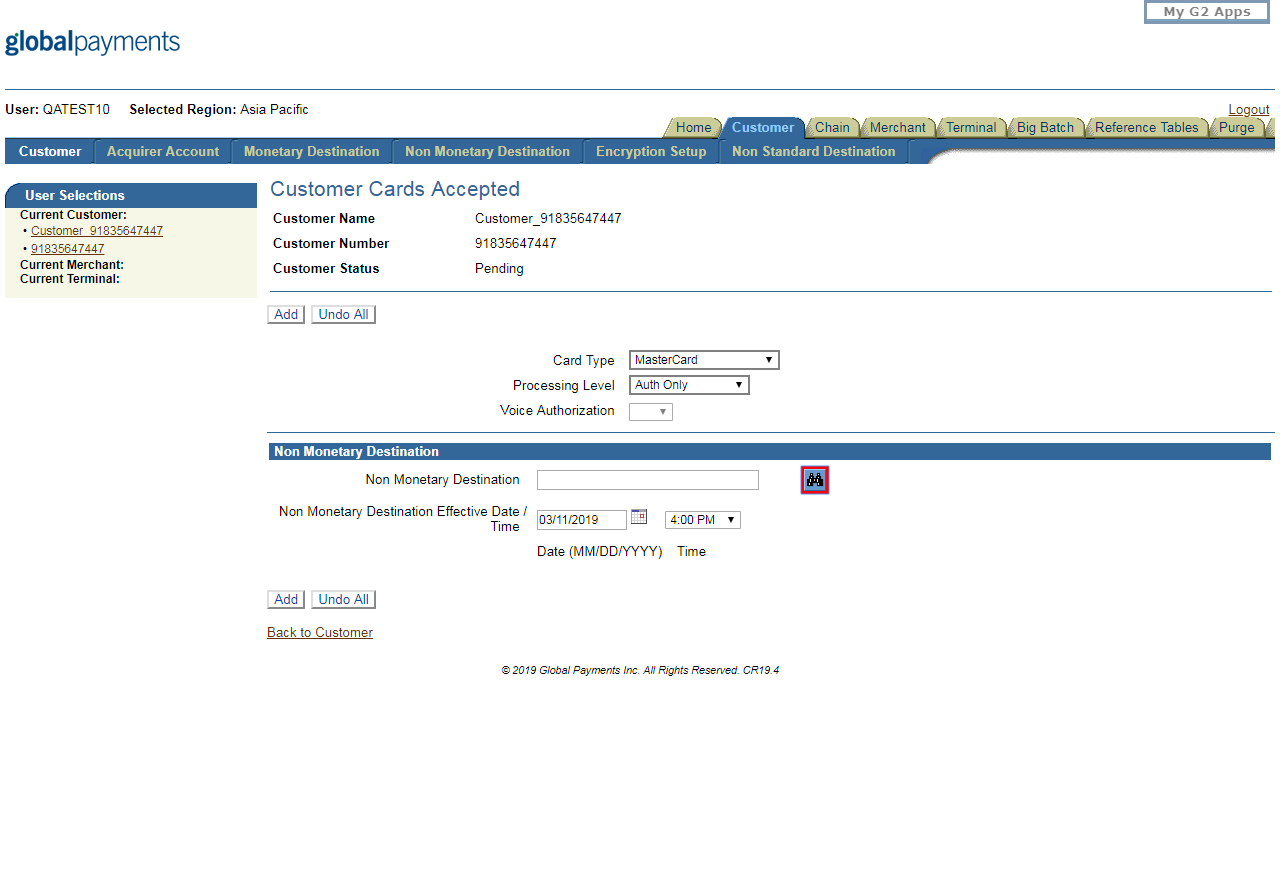 My G2 Apps
globalpayments
User: QATEST10 Selected Region: Asia Pacific
Logout
Home Customer Chain Merchant Terminal Big Batch Reference Tables Purge
Customer Acquirer Account Monetary Destination Non Monetary Destination Encryption Setup Non Standard Destination
User Selections
Current Customer:
• Customer_91835647447
• 91835647447
Current Merchant:
Current Terminal:
Customer Cards Accepted
Customer Name Customer_91835647447
Customer Number 91835647447
Customer Status Pending
Add Undo All
Card Type MasterCard
Processing Level Auth Only
Voice Authorization
Non Monetary Destination
Non Monetary Destination
Non Monetary Destination Effective Date /
Time 03/11/2019 4:00 PM
Date (MM/DD/YYYY) Time
Add Undo All
Back to Customer
© 2019 Global Payments Inc. All Rights Reserved. CR19.4